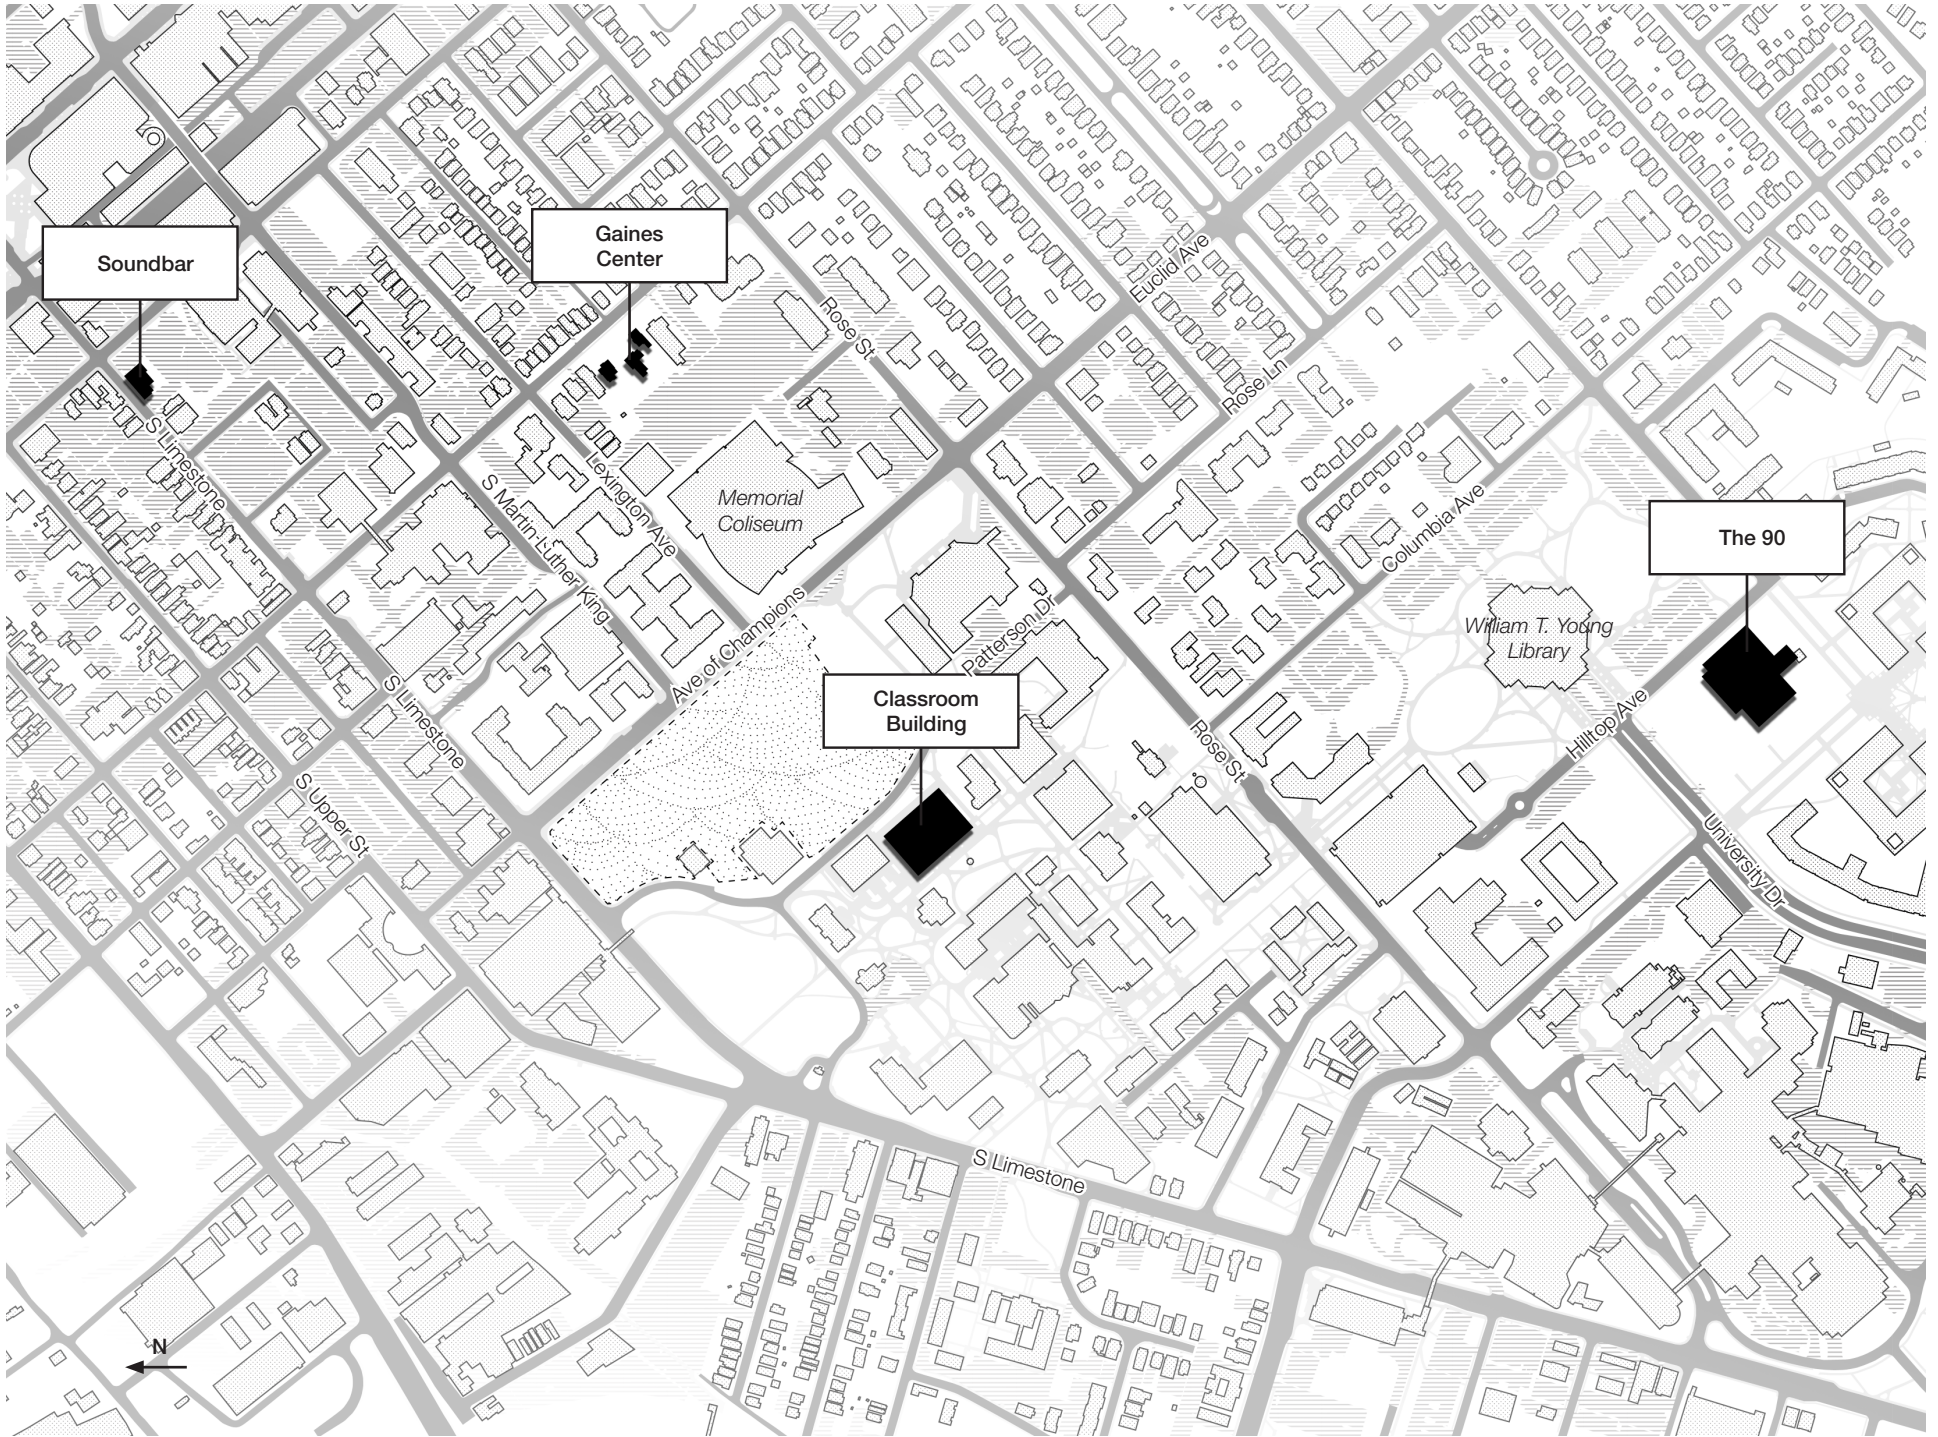 Gaines
Center
Soundbar
Euclid Ave
Rose St
Rose Ln
S Limestone
Lexington Ave
S Martin Luther King
Memorial
Coliseum
Columbia Ave
The 90
Ave of Champions
Patterson Dr
William T. Young
Library
S Limestone
Classroom
Building
Rose St
Hilltop Ave
S Upper St
University Dr
S Limestone
N